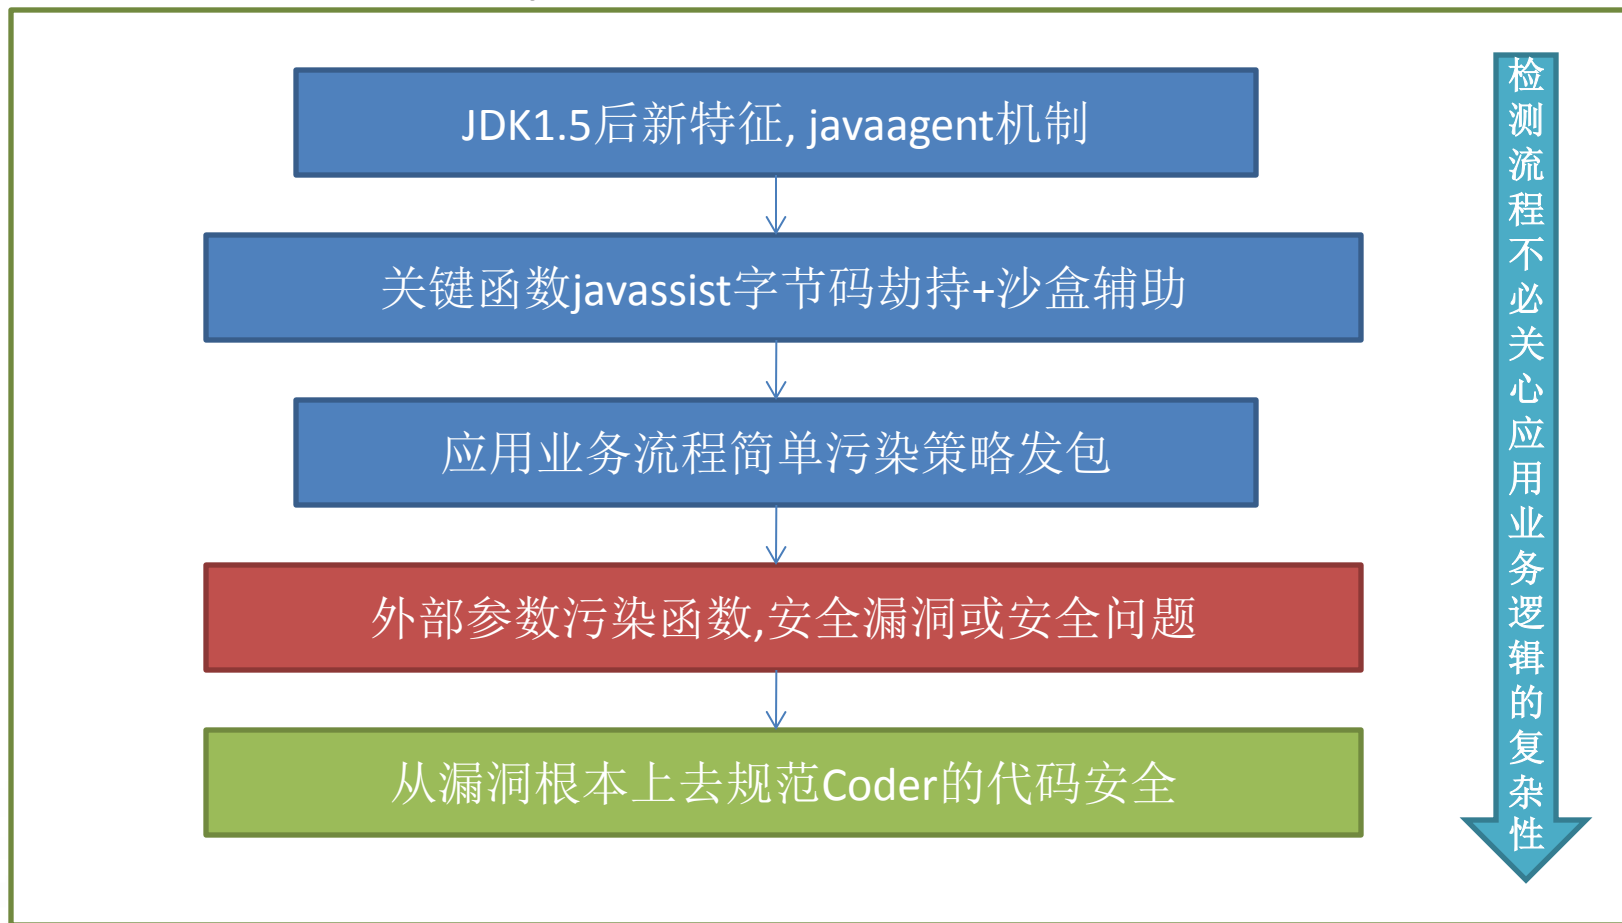 JDK1.5后新特征, javaagent机制
关键函数javassist字节码劫持+沙盒辅助
应用业务流程简单污染策略发包
外部参数污染函数,安全漏洞或安全问题
从漏洞根本上去规范Coder的代码安全
检测流程不必关心应用业务逻辑的复杂性